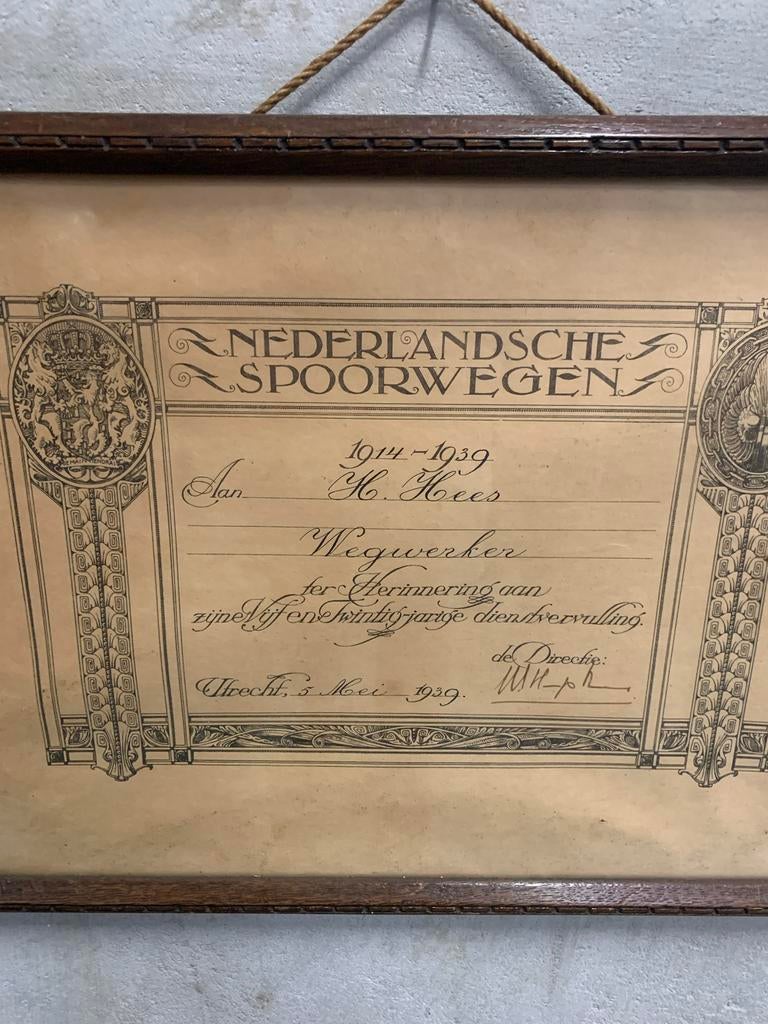 NEDERLANDSCHE
SPOORWEGEN
1914-1939
Aan H. Hees
Wegwerker
ter Herinnering aan
zijne Vijf en Twintig-jarige dienstvervulling.
de Directie:
Utrecht, 5 Mei 1939.